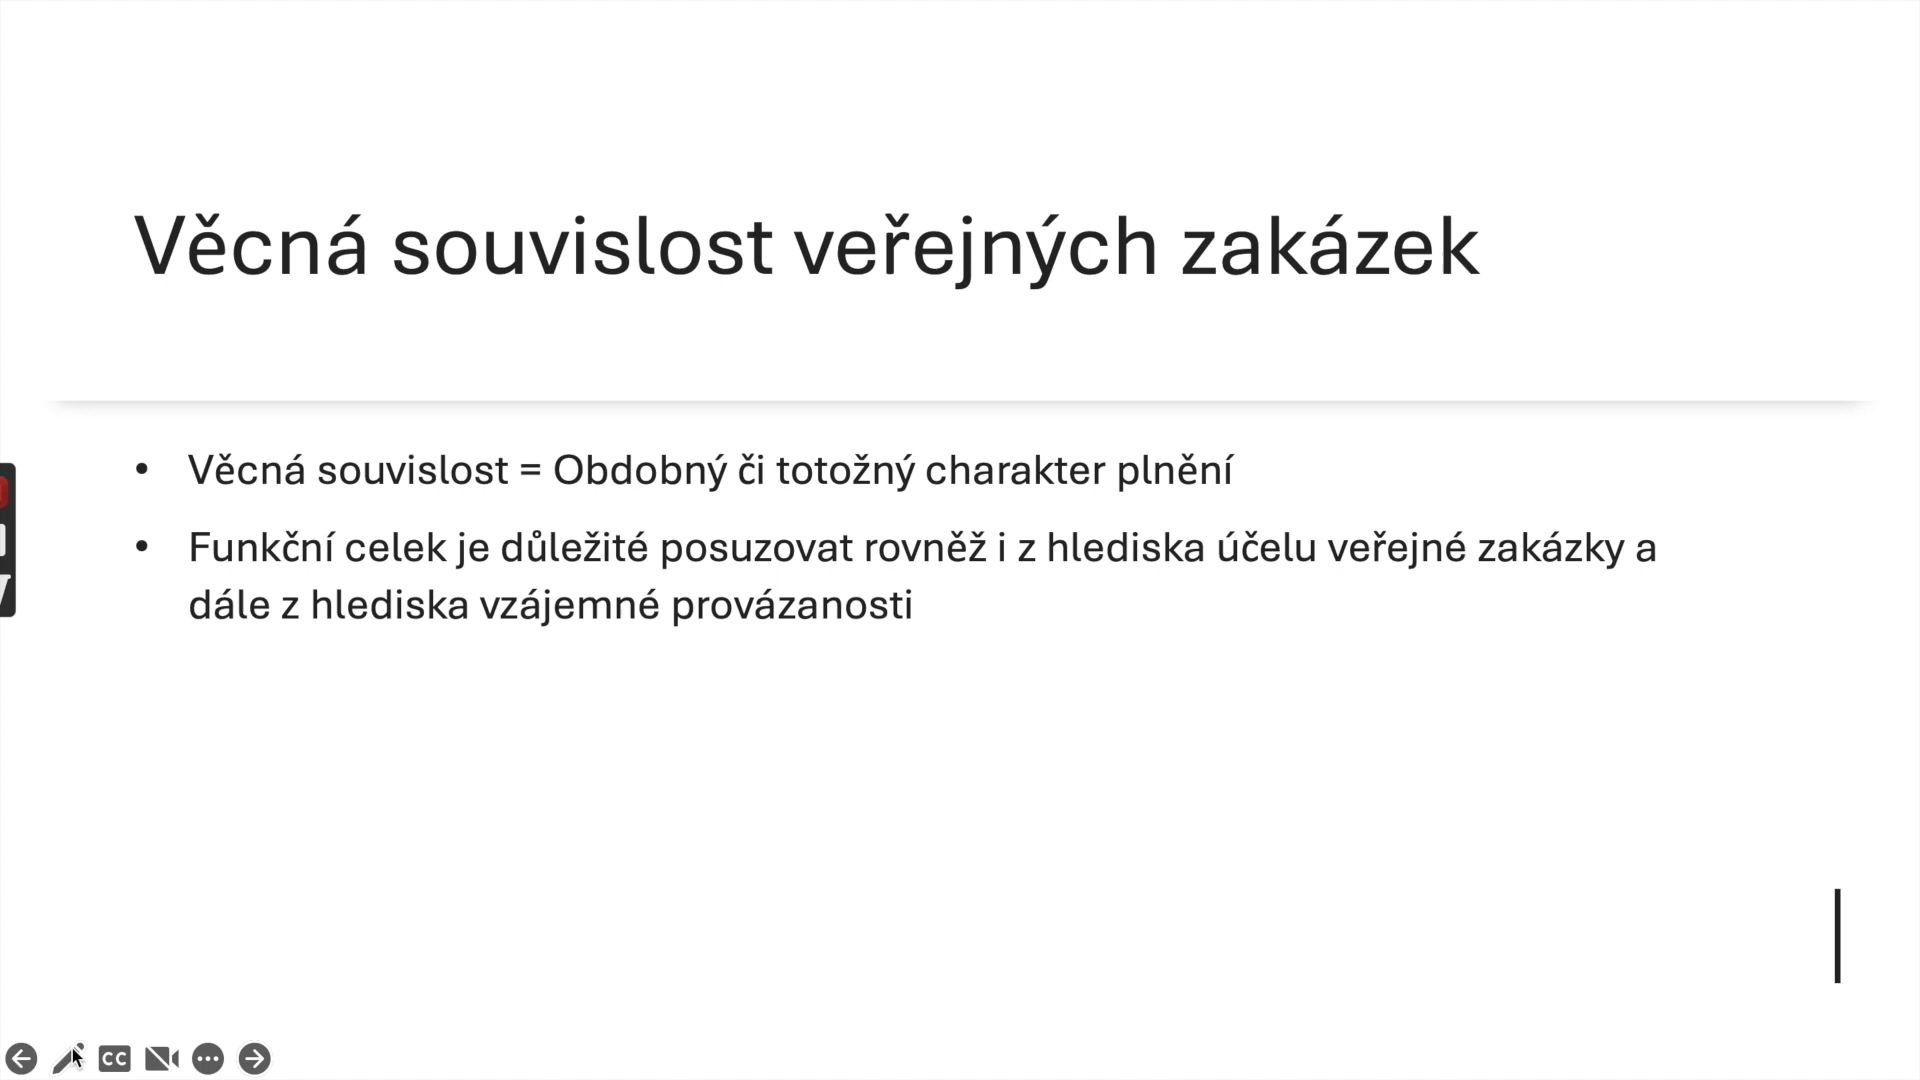 Věcná souvislost veřejných zakázek
• Věcná souvislost = Obdobný či totožný charakter plnění
• Funkční celek je důležité posuzovat rovněž i z hlediska účelu veřejné zakázky a
dále z hlediska vzájemné provázanosti
CC